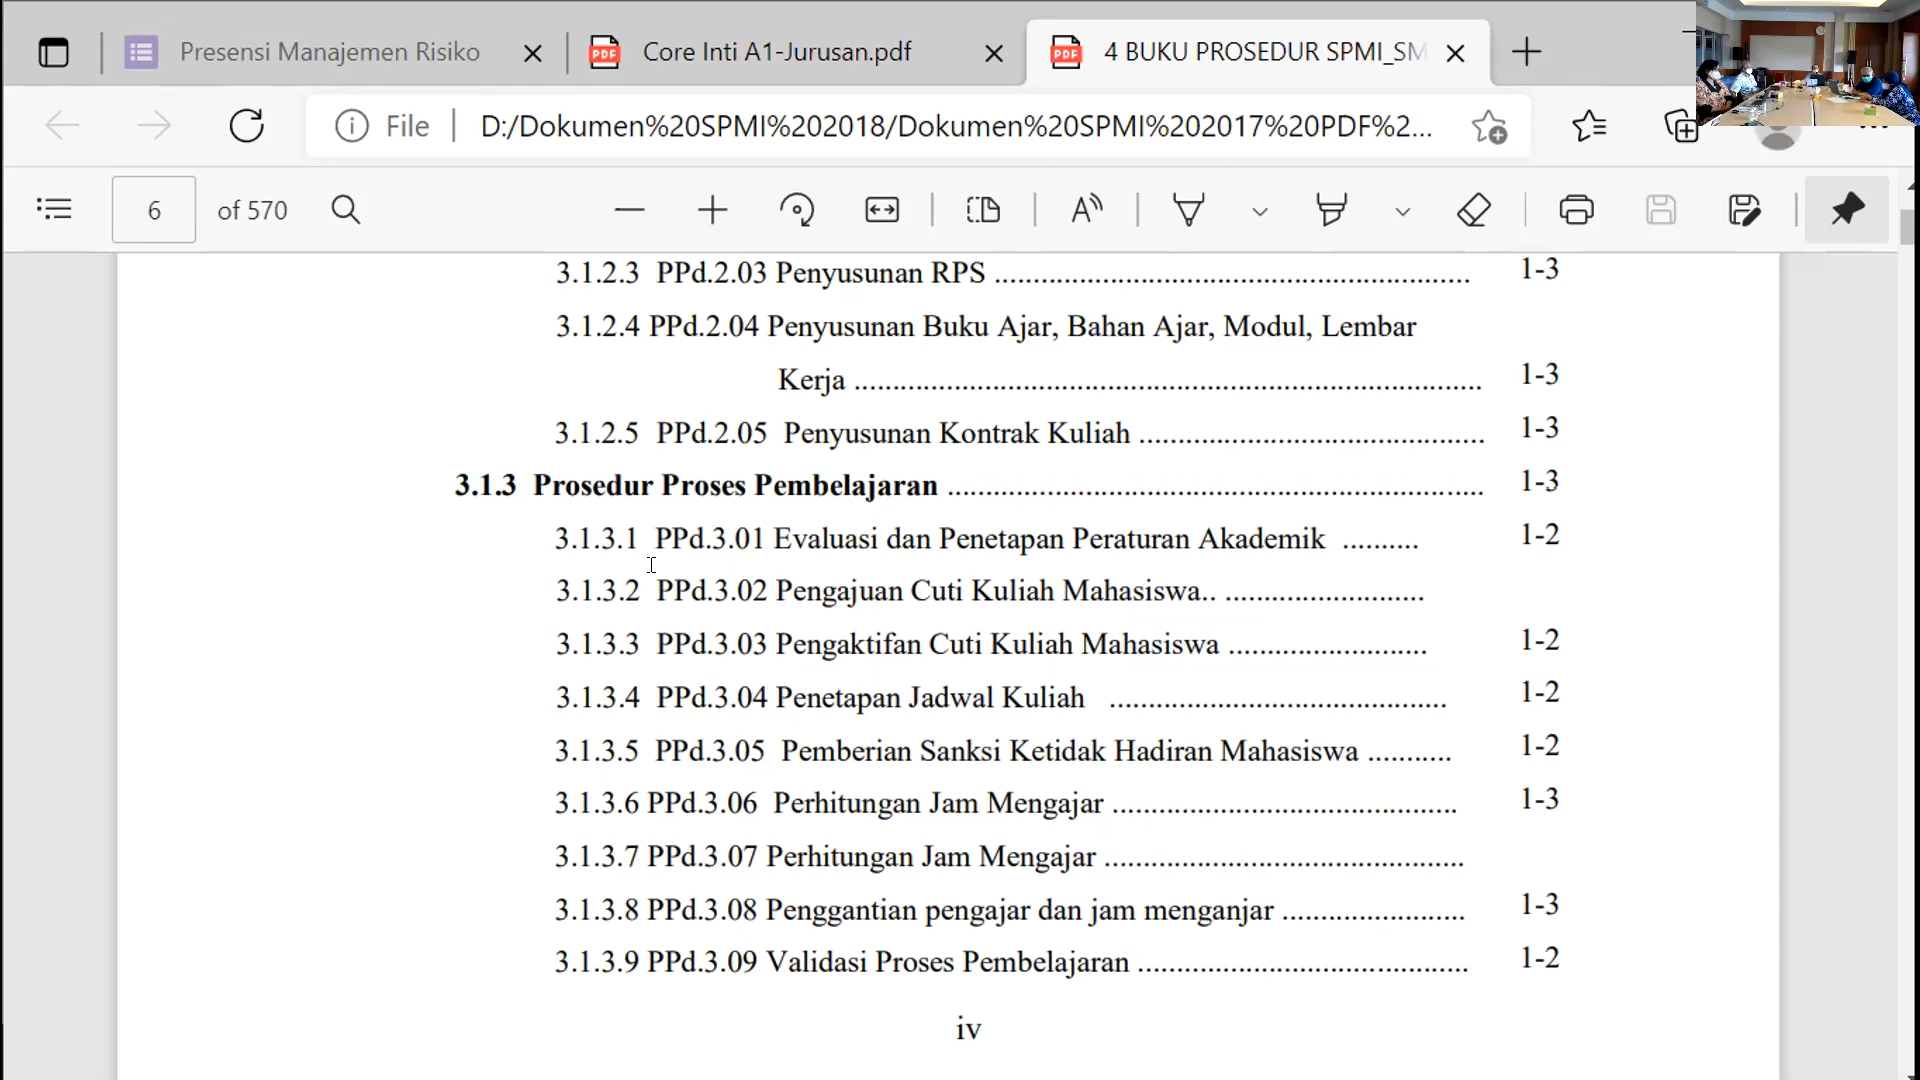 Presensi Manajemen Risiko
Core Inti A1-Jurusan.pdf
4 BUKU PROSEDUR SPMI_SM
File
D:/Dokumen%20SPMI%202018/Dokumen%20SPMI%202017%20PDF%2...
6 of 570
3.1.2.3 PPd.2.03 Penyusunan RPS .............................................................. 1-3
3.1.2.4 PPd.2.04 Penyusunan Buku Ajar, Bahan Ajar, Modul, Lembar
Kerja .................................................................................. 1-3
3.1.2.5 PPd.2.05 Penyusunan Kontrak Kuliah ............................................. 1-3
3.1.3 Prosedur Proses Pembelajaran ...................................................................... 1-3
3.1.3.1 PPd.3.01 Evaluasi dan Penetapan Peraturan Akademik .......... 1-2
3.1.3.2 PPd.3.02 Pengajuan Cuti Kuliah Mahasiswa.. ..........................
3.1.3.3 PPd.3.03 Pengaktifan Cuti Kuliah Mahasiswa .......................... 1-2
3.1.3.4 PPd.3.04 Penetapan Jadwal Kuliah ............................................ 1-2
3.1.3.5 PPd.3.05 Pemberian Sanksi Ketidak Hadiran Mahasiswa ........... 1-2
3.1.3.6 PPd.3.06 Perhitungan Jam Mengajar ............................................. 1-3
3.1.3.7 PPd.3.07 Perhitungan Jam Mengajar ...............................................
3.1.3.8 PPd.3.08 Penggantian pengajar dan jam menganjar ........................ 1-3
3.1.3.9 PPd.3.09 Validasi Proses Pembelajaran ........................................... 1-2
iv